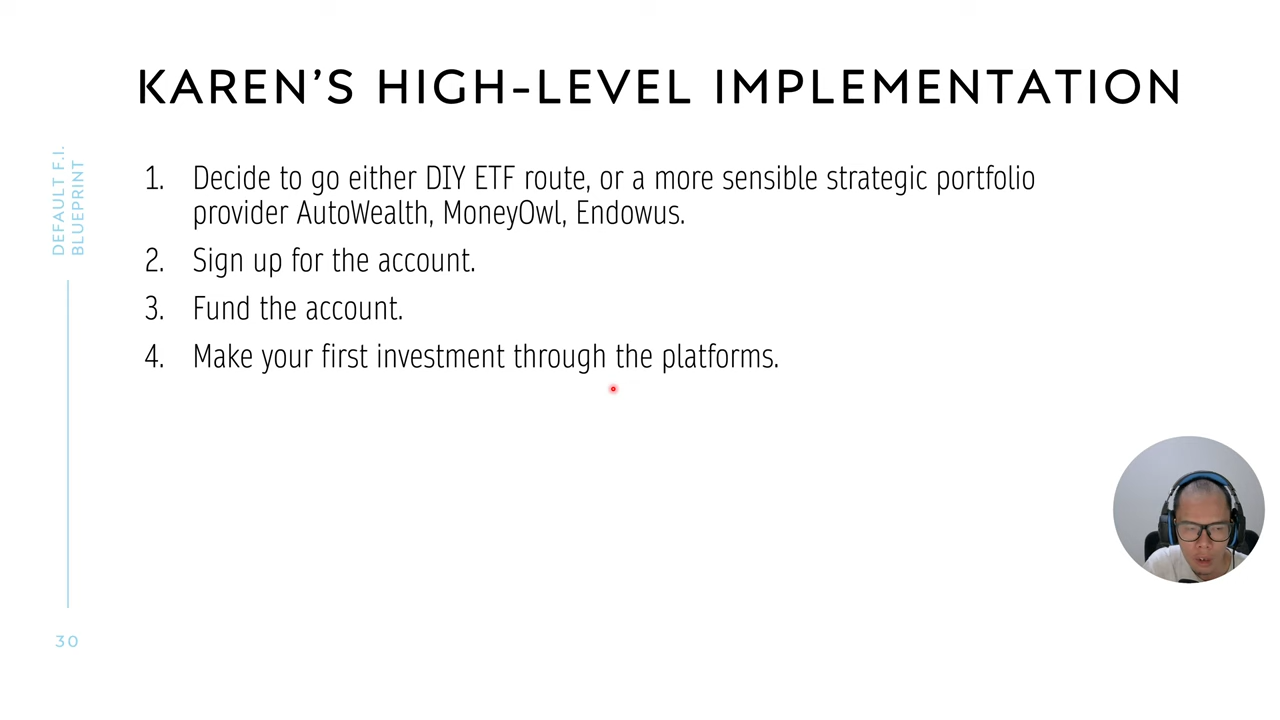 KAREN'S HIGH-LEVEL IMPLEMENTATION
DEFAULT F.I.
BLUEPRINT
1. Decide to go either DIY ETF route, or a more sensible strategic portfolio
provider AutoWealth, MoneyOwl, Endowus.
2. Sign up for the account.
3. Fund the account.
4. Make your first investment through the platforms.
30